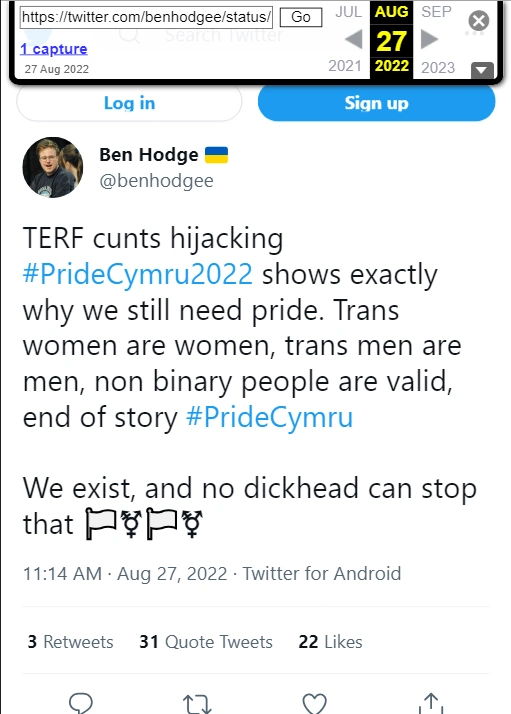 https://twitter.com/benhodgee/status/ Go JUL AUG SEP
Search Twitter
1 capture 27
27 Aug 2022 2021 2022 2023
Log in Sign up
Ben Hodge 🇺🇦
@benhodgee
TERF cunts hijacking
#PrideCymru2022 shows exactly
why we still need pride. Trans
women are women, trans men are
men, non binary people are valid,
end of story #PrideCymru
We exist, and no dickhead can stop
that 🏳⚧🏳⚧
11:14 AM · Aug 27, 2022 · Twitter for Android
3 Retweets 31 Quote Tweets 22 Likes